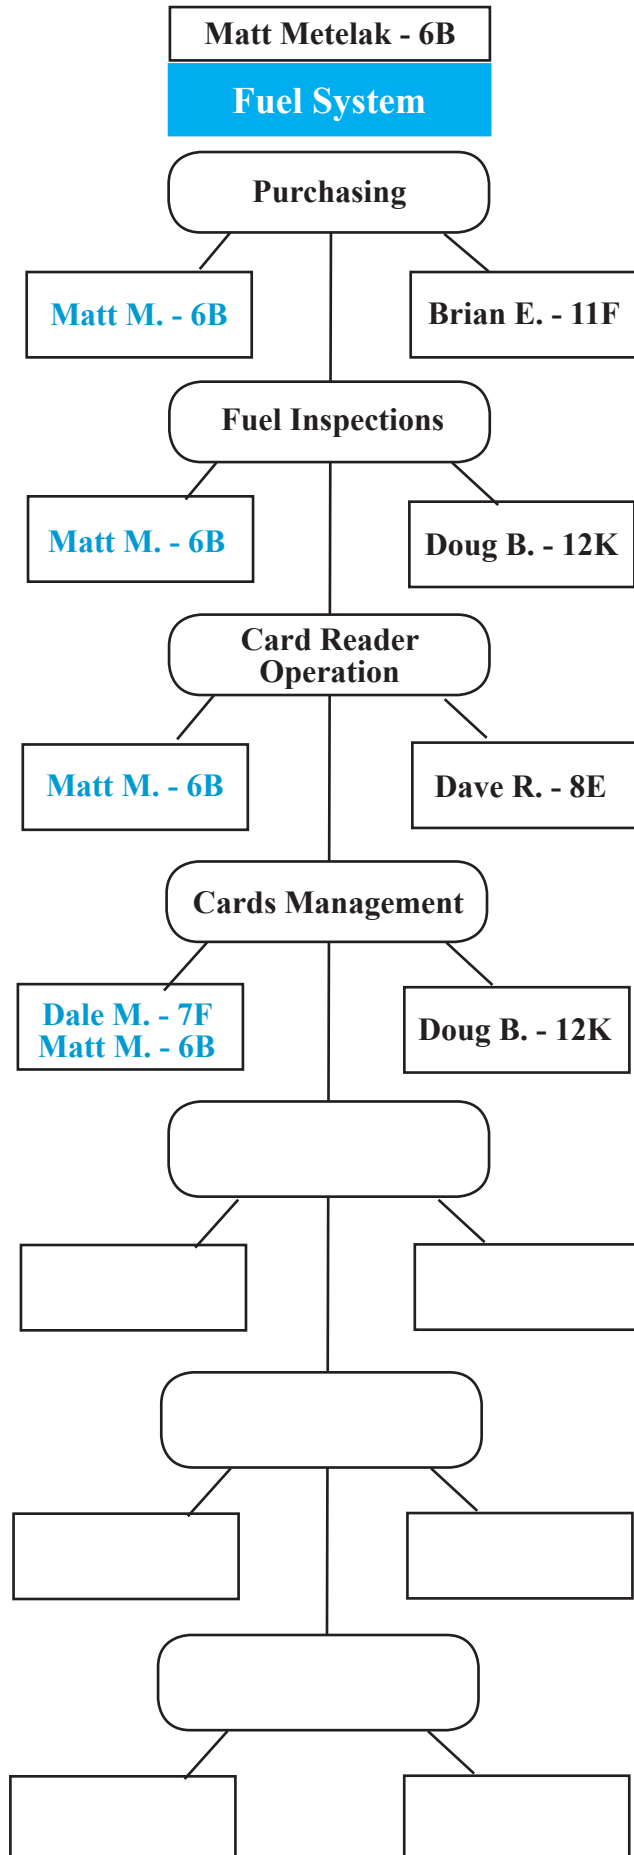 Matt Metelak - 6B
Fuel System
Purchasing
Matt M. - 6B
Brian E. - 11F
Fuel Inspections
Matt M. - 6B
Doug B. - 12K
Card Reader
Operation
Matt M. - 6B
Dave R. - 8E
Cards Management
Dale M. - 7F
Matt M. - 6B
Doug B. - 12K